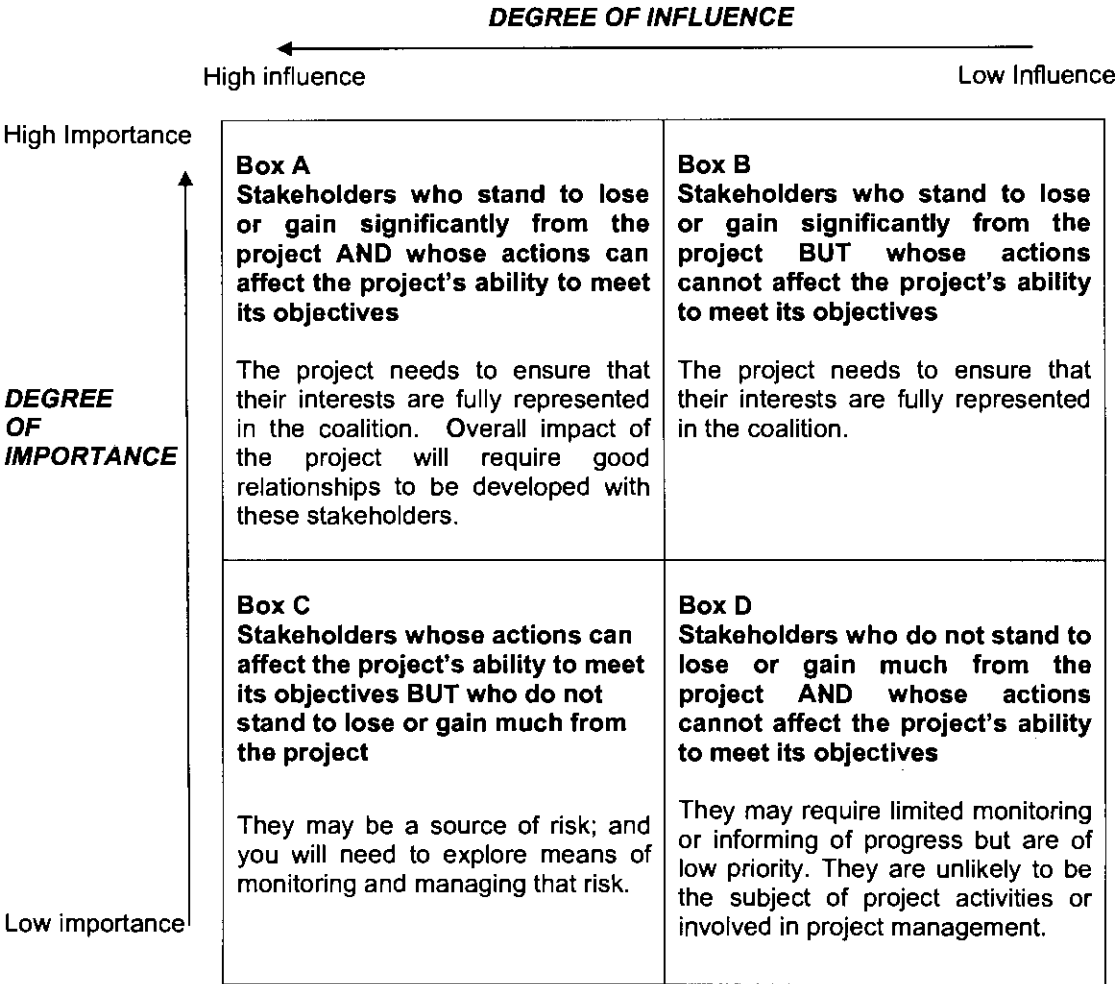 DEGREE OF INFLUENCE
High influence
Low Influence
High Importance
DEGREE
OF
IMPORTANCE
Low importance
Box A
Stakeholders who stand to lose
or gain significantly from the
project AND whose actions can
affect the project's ability to meet
its objectives
The project needs to ensure that
their interests are fully represented
in the coalition. Overall impact of
the project will require good
relationships to be developed with
these stakeholders.
Box B
Stakeholders who stand to lose
or gain significantly from the
project BUT whose actions
cannot affect the project's ability
to meet its objectives
The project needs to ensure that
their interests are fully represented
in the coalition.
Box C
Stakeholders whose actions can
affect the project's ability to meet
its objectives BUT who do not
stand to lose or gain much from
the project
They may be a source of risk; and
you will need to explore means of
monitoring and managing that risk.
Box D
Stakeholders who do not stand to
lose or gain much from the
project AND whose actions
cannot affect the project's ability
to meet its objectives
They may require limited monitoring
or informing of progress but are of
low priority. They are unlikely to be
the subject of project activities or
involved in project management.